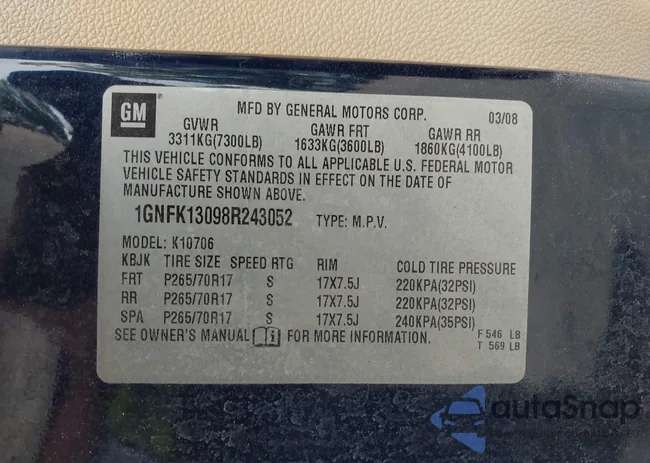 GM
MFD BY GENERAL MOTORS CORP. 03/08
GVWR GAWR FRT GAWR RR
3311KG(7300LB) 1633KG(3600LB) 1860KG(4100LB)
THIS VEHICLE CONFORMS TO ALL APPLICABLE U.S. FEDERAL MOTOR
VEHICLE SAFETY STANDARDS IN EFFECT ON THE DATE OF
MANUFACTURE SHOWN ABOVE.
1GNFK13098R243052 TYPE: M.P.V.
MODEL: K10706
KBJK TIRE SIZE SPEED RTG RIM COLD TIRE PRESSURE
FRT P265/70R17 S 17X7.5J 220KPA(32PSI)
RR P265/70R17 S 17X7.5J 220KPA(32PSI)
SPA P265/70R17 S 17X7.5J 240KPA(35PSI)
SEE OWNER'S MANUAL i FOR MORE INFORMATION.
F 546 LB
T 569 LB
autoSnap